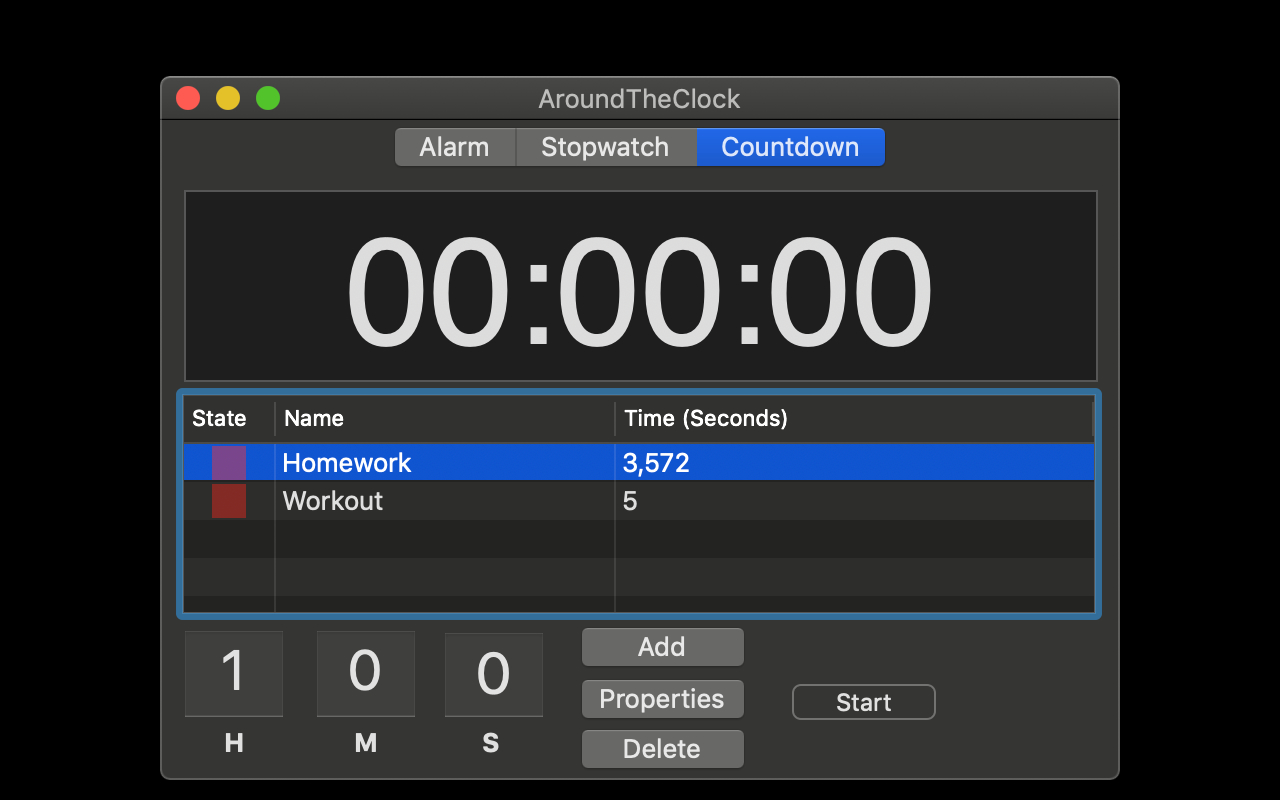 AroundTheClock
Alarm Stopwatch Countdown
00:00:00
State Name Time (Seconds)
Homework 3,572
Workout 5
1 0 0
H M S
Add
Properties
Delete
Start